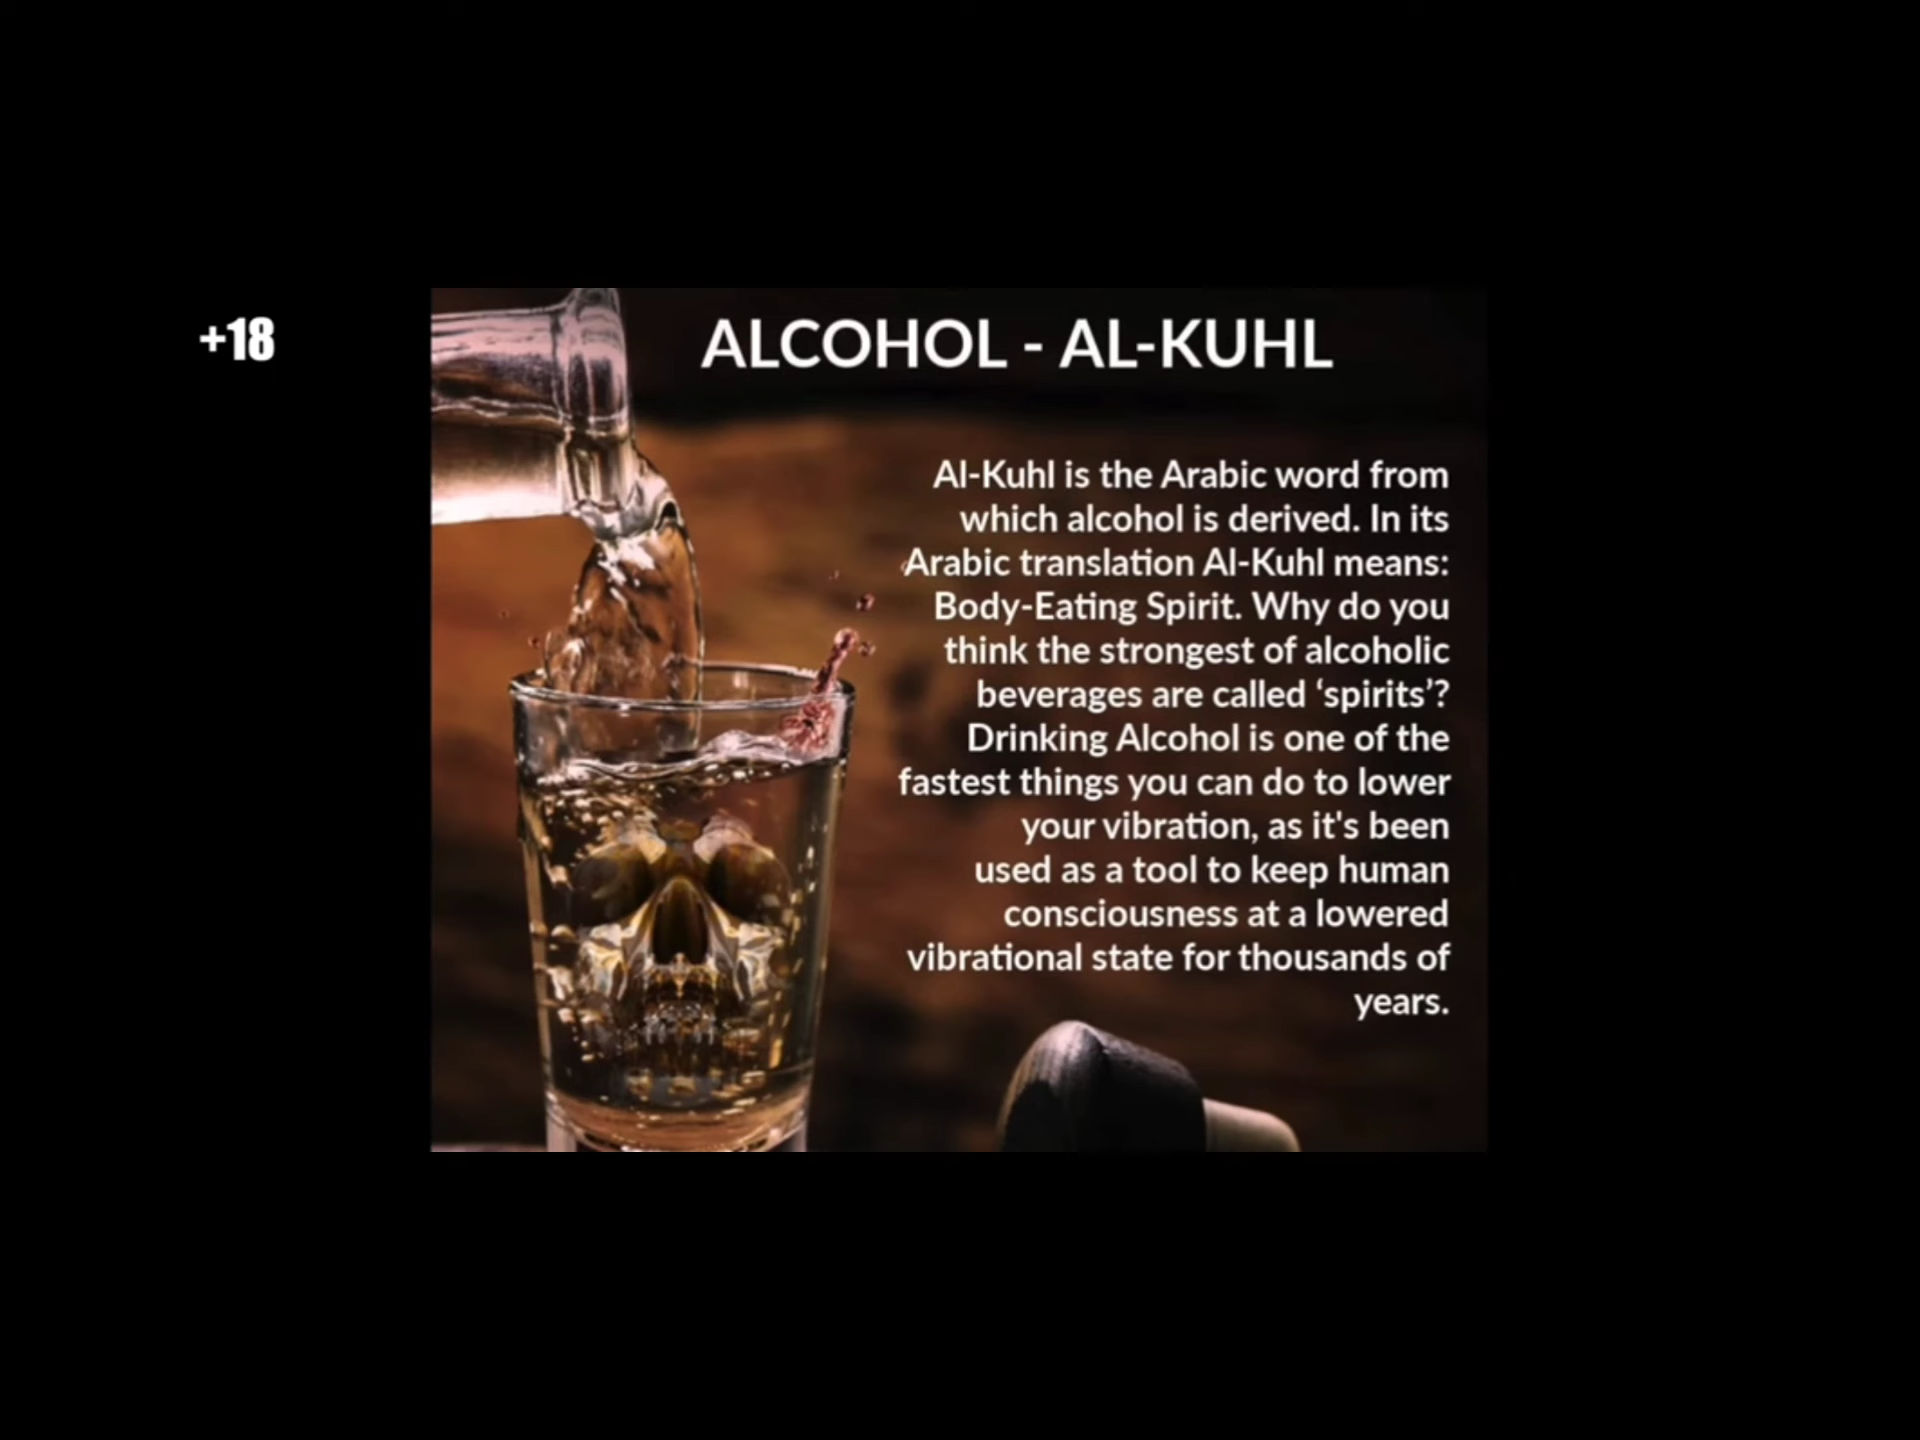 +18
ALCOHOL - AL-KUHL
Al-Kuhl is the Arabic word from
which alcohol is derived. In its
Arabic translation Al-Kuhl means:
Body-Eating Spirit. Why do you
think the strongest of alcoholic
beverages are called ‘spirits’?
Drinking Alcohol is one of the
fastest things you can do to lower
your vibration, as it's been
used as a tool to keep human
consciousness at a lowered
vibrational state for thousands of
years.